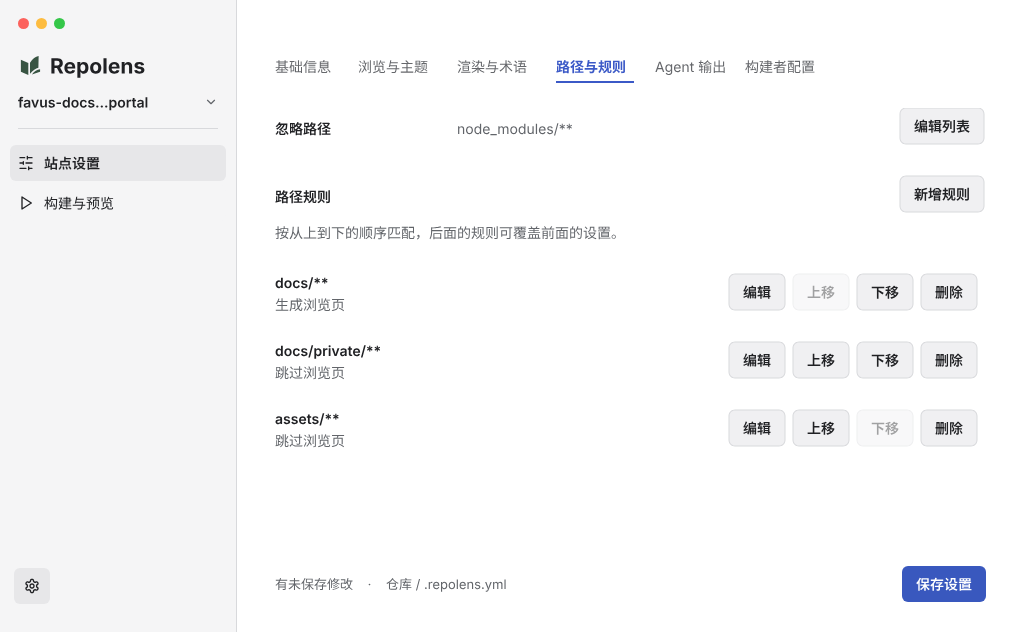 Repolens
favus-docs...portal
站点设置
构建与预览
基础信息 浏览与主题 渲染与术语 路径与规则 Agent 输出 构建者配置
忽略路径 node_modules/** 编辑列表
路径规则 新增规则
按从上到下的顺序匹配，后面的规则可覆盖前面的设置。
docs/**
生成浏览页
编辑 上移 下移 删除
docs/private/**
跳过浏览页
编辑 上移 下移 删除
assets/**
跳过浏览页
编辑 上移 下移 删除
有未保存修改 · 仓库 / .repolens.yml 保存设置